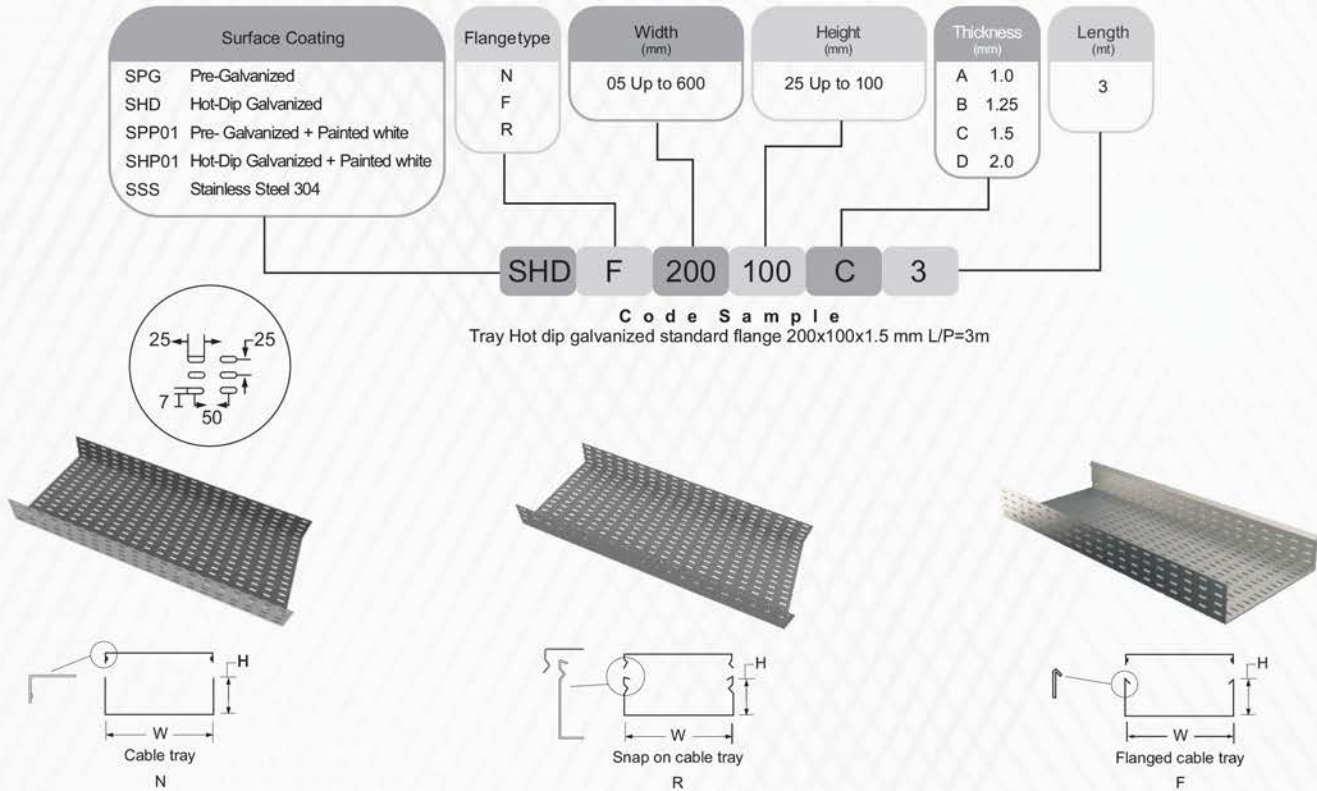 Surface Coating
SPG Pre-Galvanized
SHD Hot-Dip Galvanized
SPP01 Pre- Galvanized + Painted white
SHP01 Hot-Dip Galvanized + Painted white
SSS Stainless Steel 304
Flangetype
N
F
R
Width
(mm)
05 Up to 600
Height
(mm)
25 Up to 100
Thickness
(mm)
A 1.0
B 1.25
C 1.5
D 2.0
Length
(mt)
3
SHD F 200 100 C 3
Code Sample
Tray Hot dip galvanized standard flange 200x100x1.5 mm L/P=3m
25 25
7 50
H
W
Cable tray
N
H
W
Snap on cable tray
R
H
W
Flanged cable tray
F